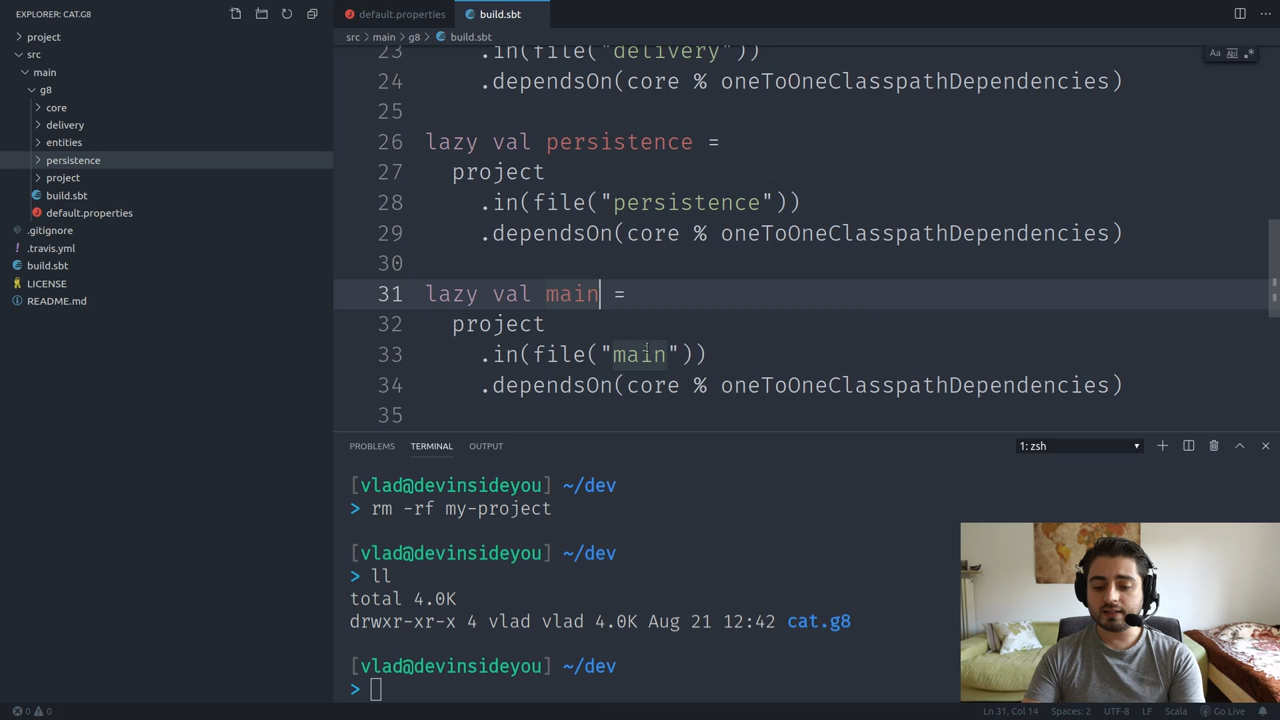 EXPLORER: CAT.G8
project
src
main
g8
core
delivery
entities
persistence
project
build.sbt
default.properties
.gitignore
.travis.yml
build.sbt
LICENSE
README.md
default.properties
build.sbt
src > main > g8 > build.sbt
Aa Abl .*
23 .in(file("delivery"))
24 .dependsOn(core % oneToOneClasspathDependencies)
25
26 lazy val persistence =
27 project
28 .in(file("persistence"))
29 .dependsOn(core % oneToOneClasspathDependencies)
30
31 lazy val main =
32 project
33 .in(file("main"))
34 .dependsOn(core % oneToOneClasspathDependencies)
35
PROBLEMS TERMINAL OUTPUT 1: zsh
[vlad@devinsideyou] ~/dev
> rm -rf my-project
[vlad@devinsideyou] ~/dev
> ll
total 4.0K
drwxr-xr-x 4 vlad vlad 4.0K Aug 21 12:42 cat.g8
[vlad@devinsideyou] ~/dev
>
0 0 Ln 31, Col 14 Spaces: 2 UTF-8 LF Scala Go Live